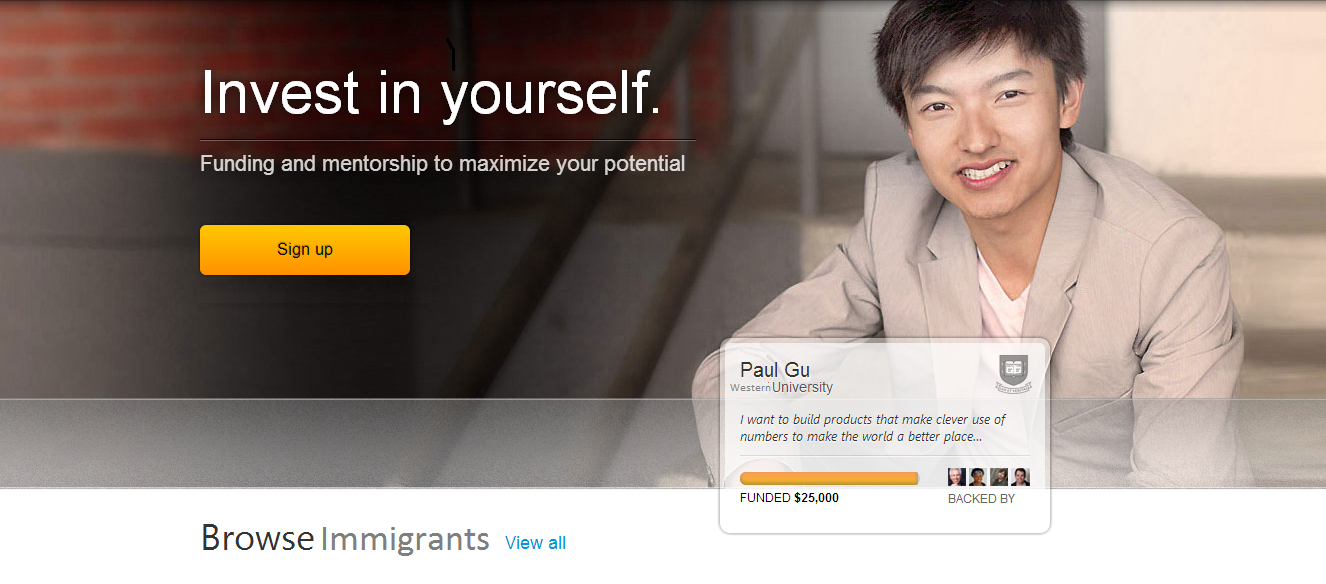 Invest in yourself.
Funding and mentorship to maximize your potential
Sign up
Paul Gu
Western University
I want to build products that make clever use of
numbers to make the world a better place...
FUNDED $25,000
BACKED BY
Browse Immigrants View all